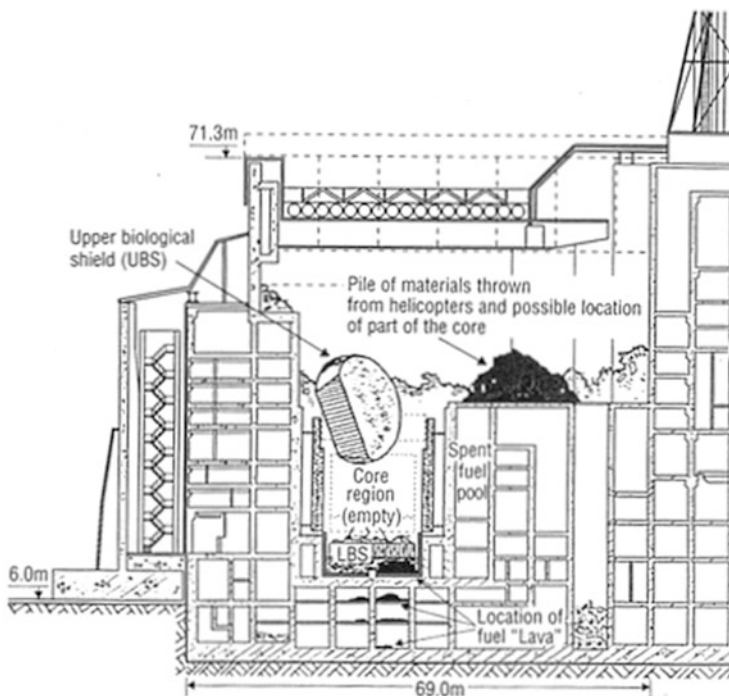 71.3m
Upper biological
shield (UBS)
Pile of materials thrown
from helicopters and possible location
of part of the core
Spent
fuel
pool
Core
region
(empty)
LBS
6.0m
Location of
fuel "Lava"
69.0m